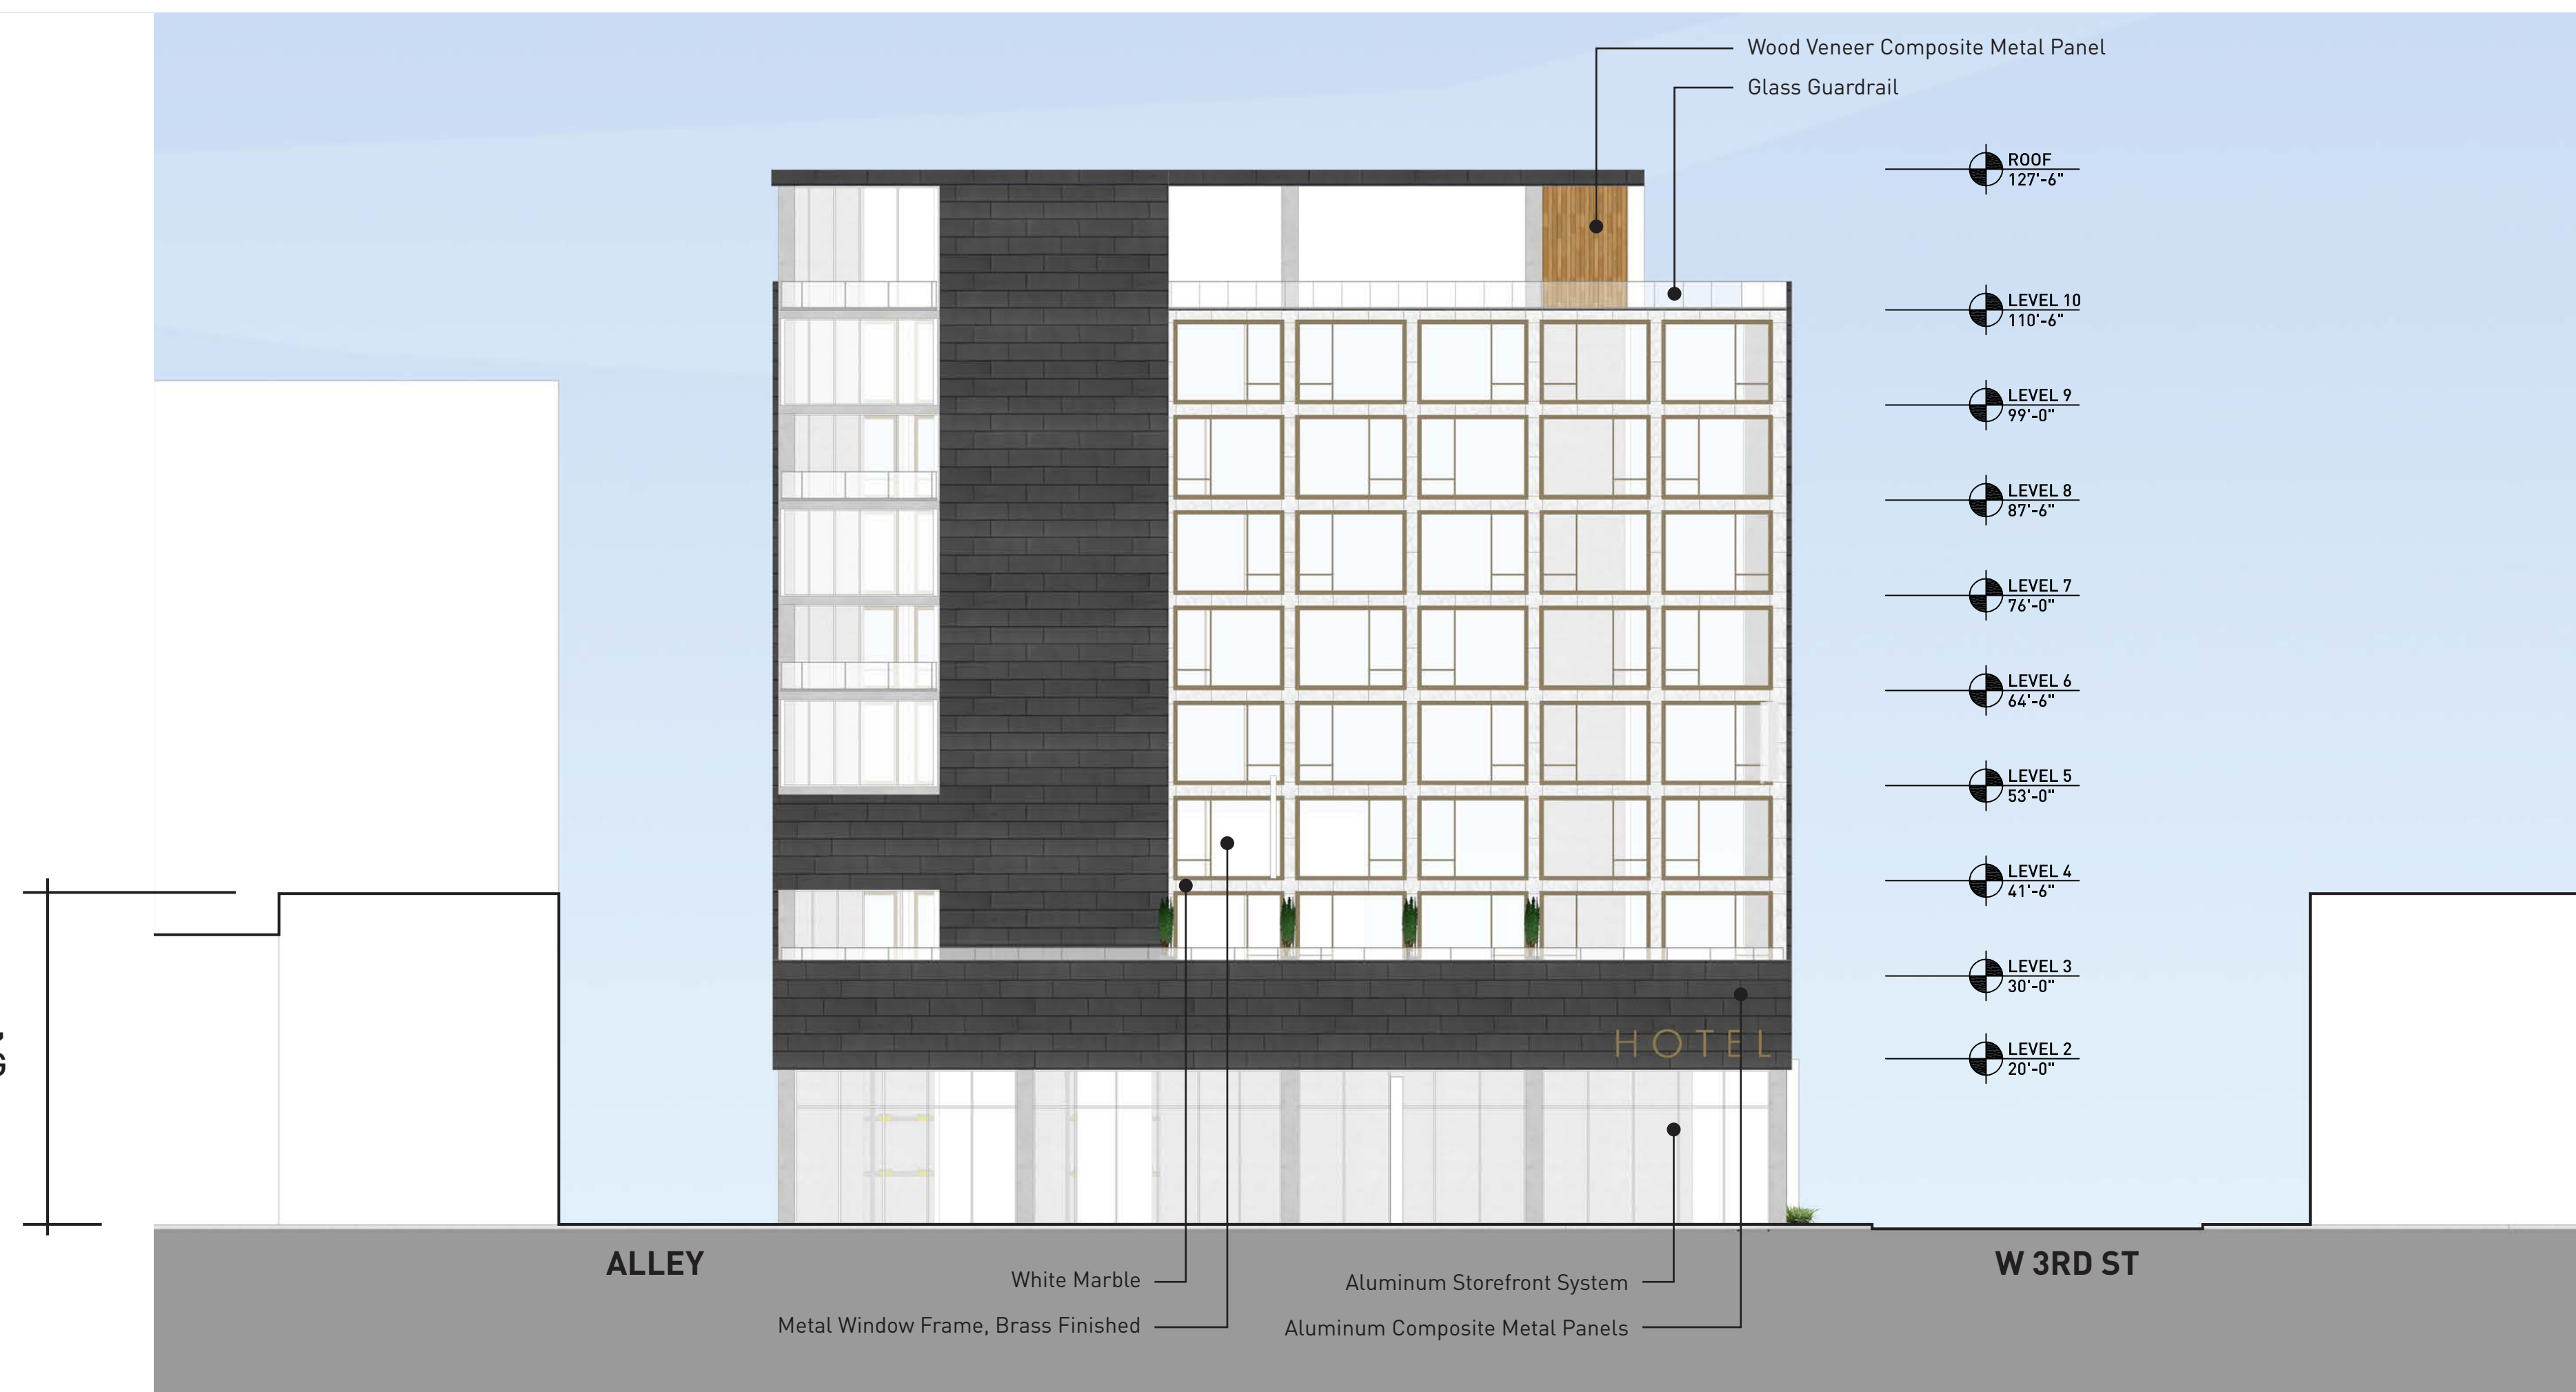 Wood Veneer Composite Metal Panel
Glass Guardrail
ROOF
127'-6"
LEVEL 10
110'-6"
LEVEL 9
99'-0"
LEVEL 8
87'-6"
LEVEL 7
76'-0"
LEVEL 6
64'-6"
LEVEL 5
53'-0"
LEVEL 4
41'-6"
LEVEL 3
30'-0"
LEVEL 2
20'-0"
HOTEL
ALLEY
W 3RD ST
White Marble
Metal Window Frame, Brass Finished
Aluminum Storefront System
Aluminum Composite Metal Panels